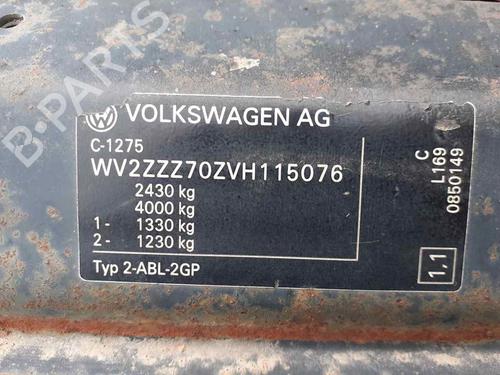 B-PARTS
VOLKSWAGEN AG
C-1275
WV2ZZZ70ZVH115076
2430 kg
4000 kg
1- 1330 kg
2- 1230 kg
Typ 2-ABL-2GP
C
L169
0850149
1.1